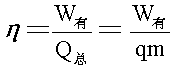 η = W有/Q总 = W有/qm